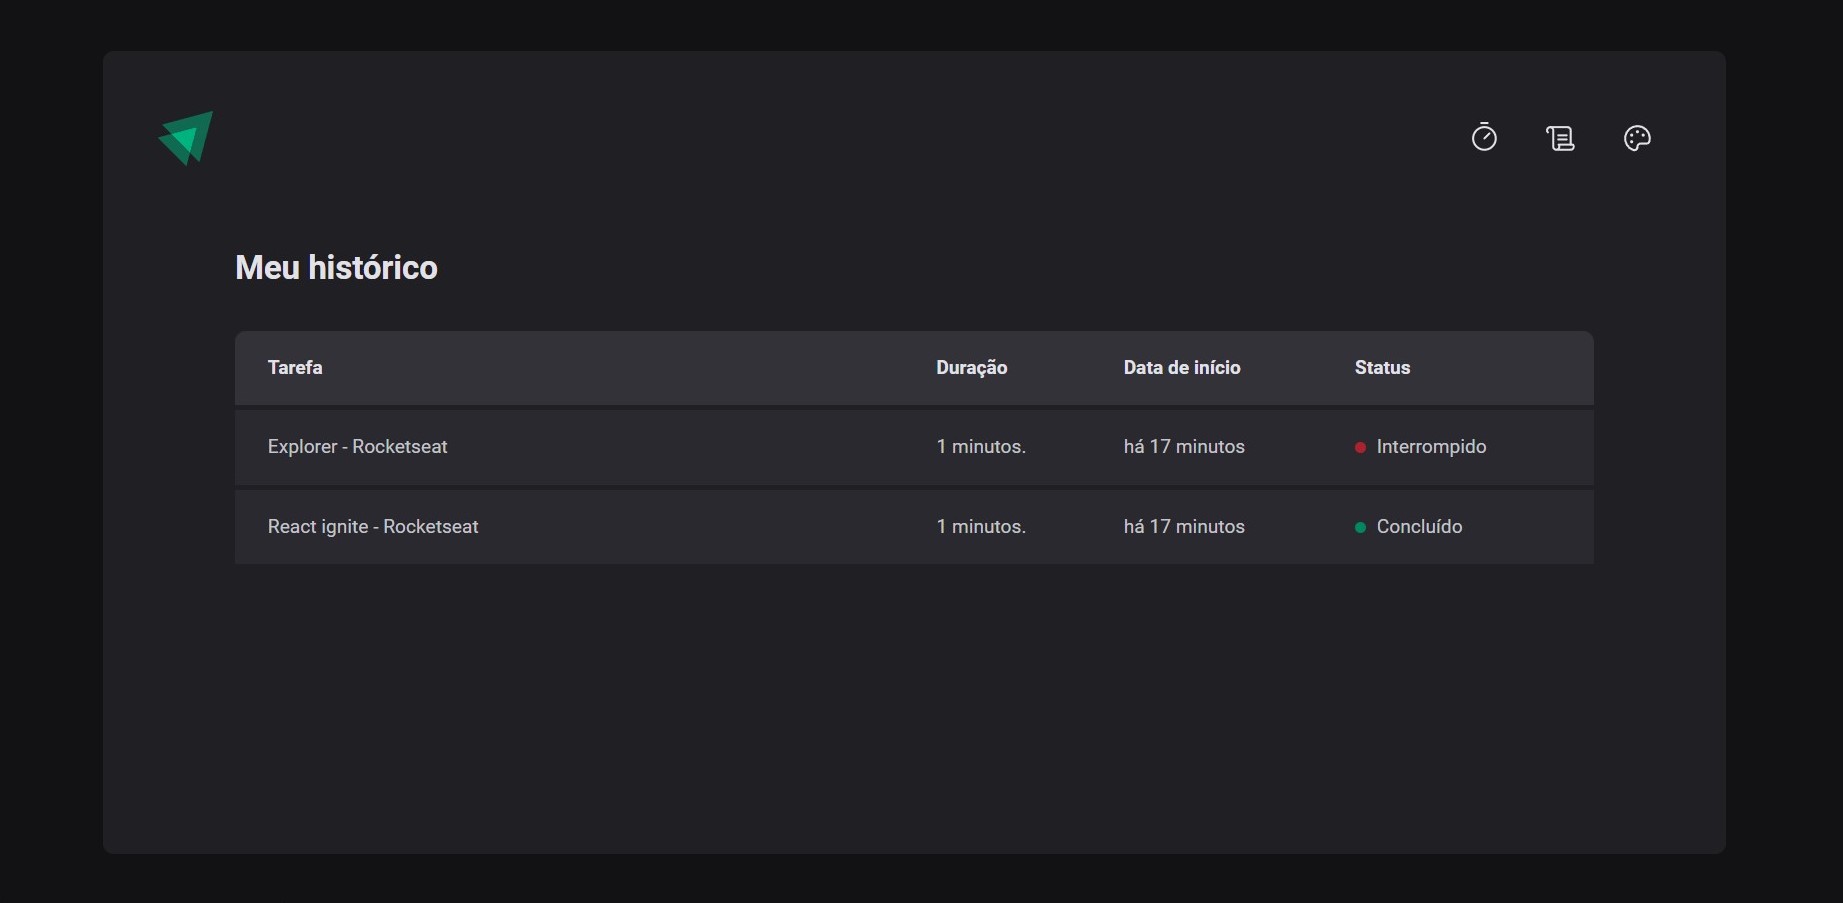 Meu histórico
Tarefa Duração Data de início Status
Explorer - Rocketseat 1 minutos. há 17 minutos Interrompido
React ignite - Rocketseat 1 minutos. há 17 minutos Concluído